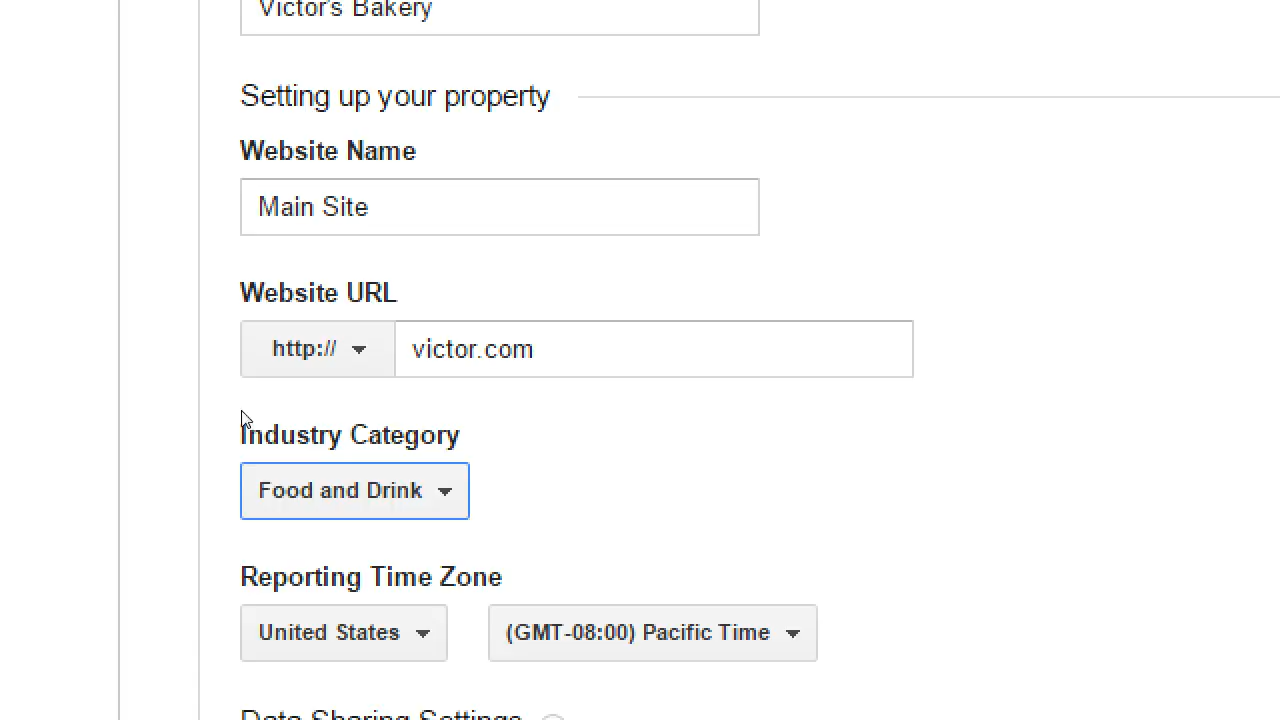 Victor's Bakery
Setting up your property
Website Name
Main Site
Website URL
http:// victor.com
Industry Category
Food and Drink
Reporting Time Zone
United States (GMT-08:00) Pacific Time
Data Sharing Settings